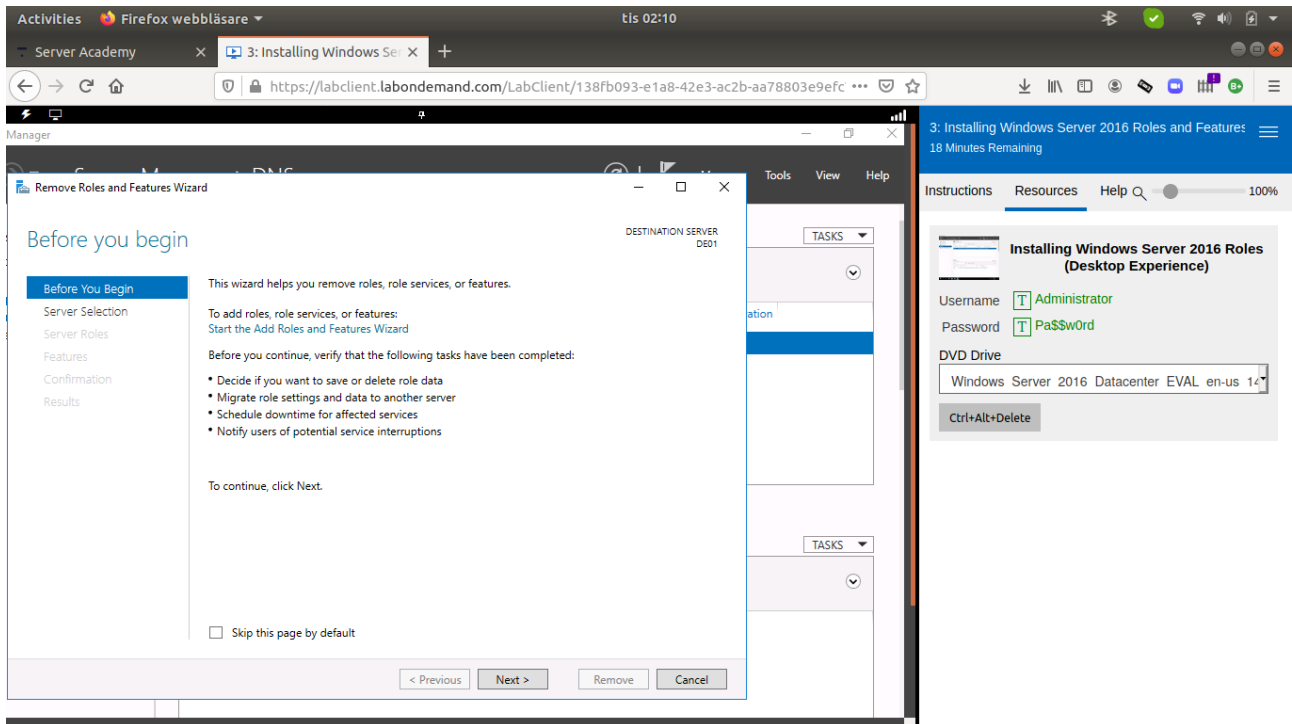 Activities Firefox webbläsare tis 02:10
Server Academy 3: Installing Windows Ser
https://labclient.labondemand.com/LabClient/138fb093-e1a8-42e3-ac2b-aa78803e9efc
Manager
Tools View Help
Remove Roles and Features Wizard
Before you begin
DESTINATION SERVER
DE01
Before You Begin
Server Selection
Server Roles
Features
Confirmation
Results
This wizard helps you remove roles, role services, or features.
To add roles, role services, or features:
Start the Add Roles and Features Wizard
Before you continue, verify that the following tasks have been completed:
• Decide if you want to save or delete role data
• Migrate role settings and data to another server
• Schedule downtime for affected services
• Notify users of potential service interruptions
To continue, click Next.
Skip this page by default
< Previous Next > Remove Cancel
TASKS
ation
TASKS
3: Installing Windows Server 2016 Roles and Features
18 Minutes Remaining
Instructions Resources Help 100%
Installing Windows Server 2016 Roles
(Desktop Experience)
Username T Administrator
Password T Pa$$w0rd
DVD Drive
Windows Server 2016 Datacenter EVAL en-us 14
Ctrl+Alt+Delete